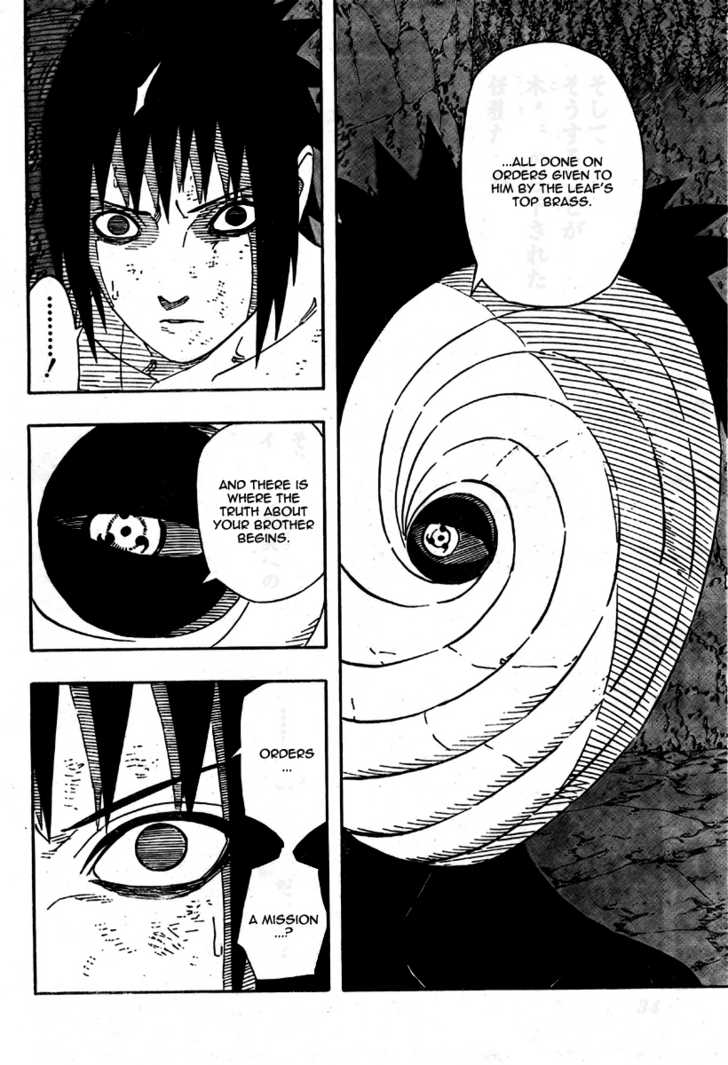 ...ALL DONE ON
ORDERS GIVEN TO
HIM BY THE LEAF'S
TOP BRASS.
......!
AND THERE IS
WHERE THE
TRUTH ABOUT
YOUR BROTHER
BEGINS.
ORDERS
...
A MISSION
...?
34